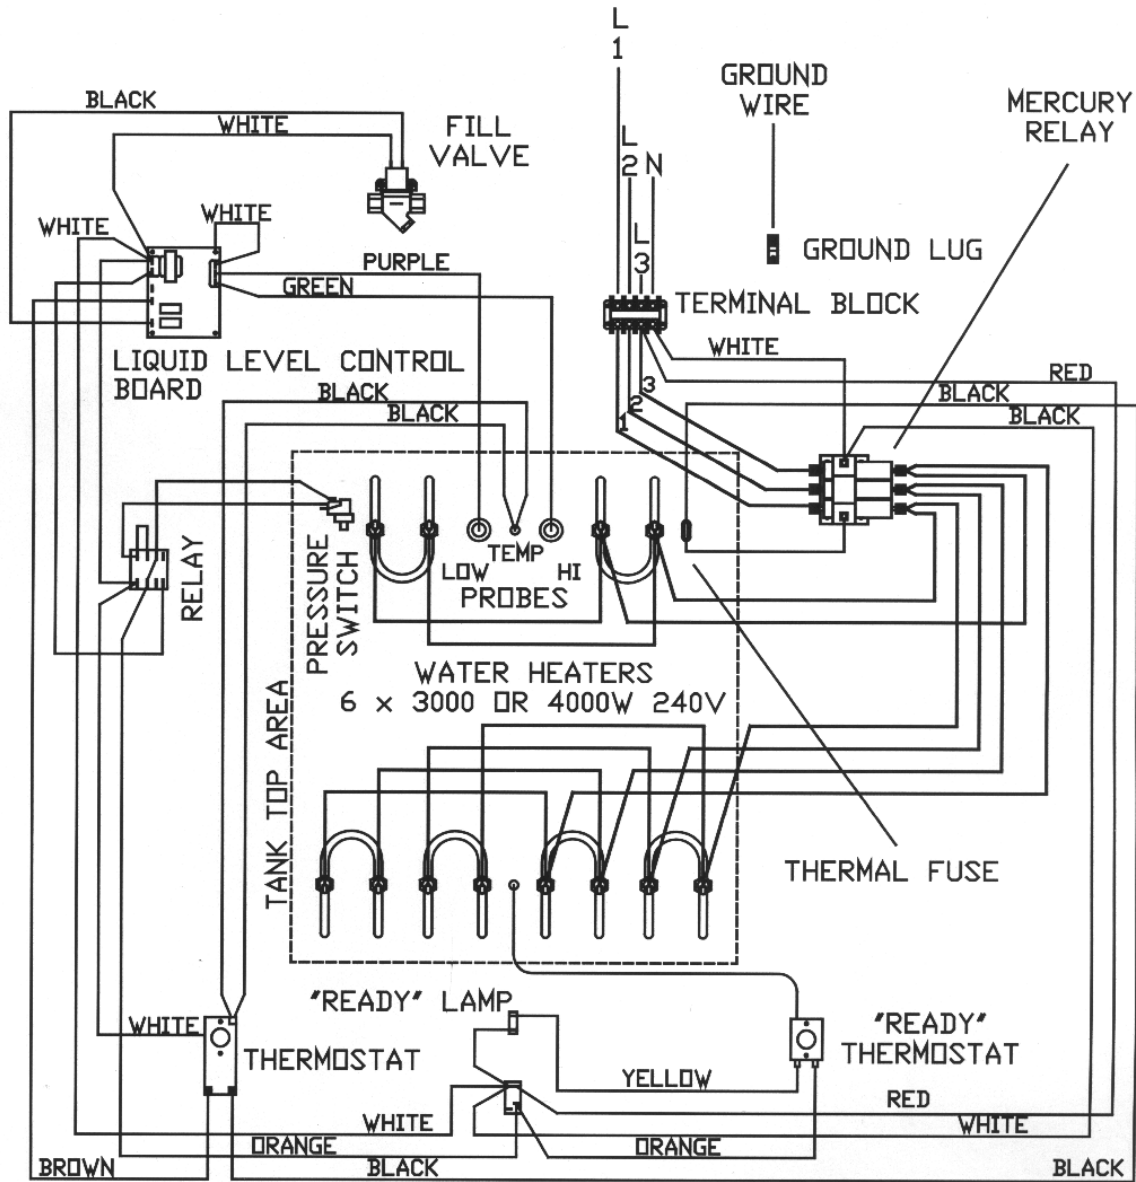 L
1
GROUND
WIRE
MERCURY
RELAY
BLACK
WHITE
FILL
VALVE
L
2
N
L
3
WHITE
WHITE
GROUND LUG
PURPLE
GREEN
TERMINAL BLOCK
WHITE
LIQUID LEVEL CONTROL
BOARD
RED
BLACK
BLACK
BLACK
BLACK
3
2
1
RELAY
PRESSURE
SWITCH
TEMP
LOW
HI
PROBES
WATER HEATERS
6 x 3000 OR 4000W 240V
TANK TOP AREA
THERMAL FUSE
"READY" LAMP
WHITE
THERMOSTAT
"READY"
THERMOSTAT
YELLOW
RED
WHITE
WHITE
ORANGE
ORANGE
BROWN
BLACK
BLACK